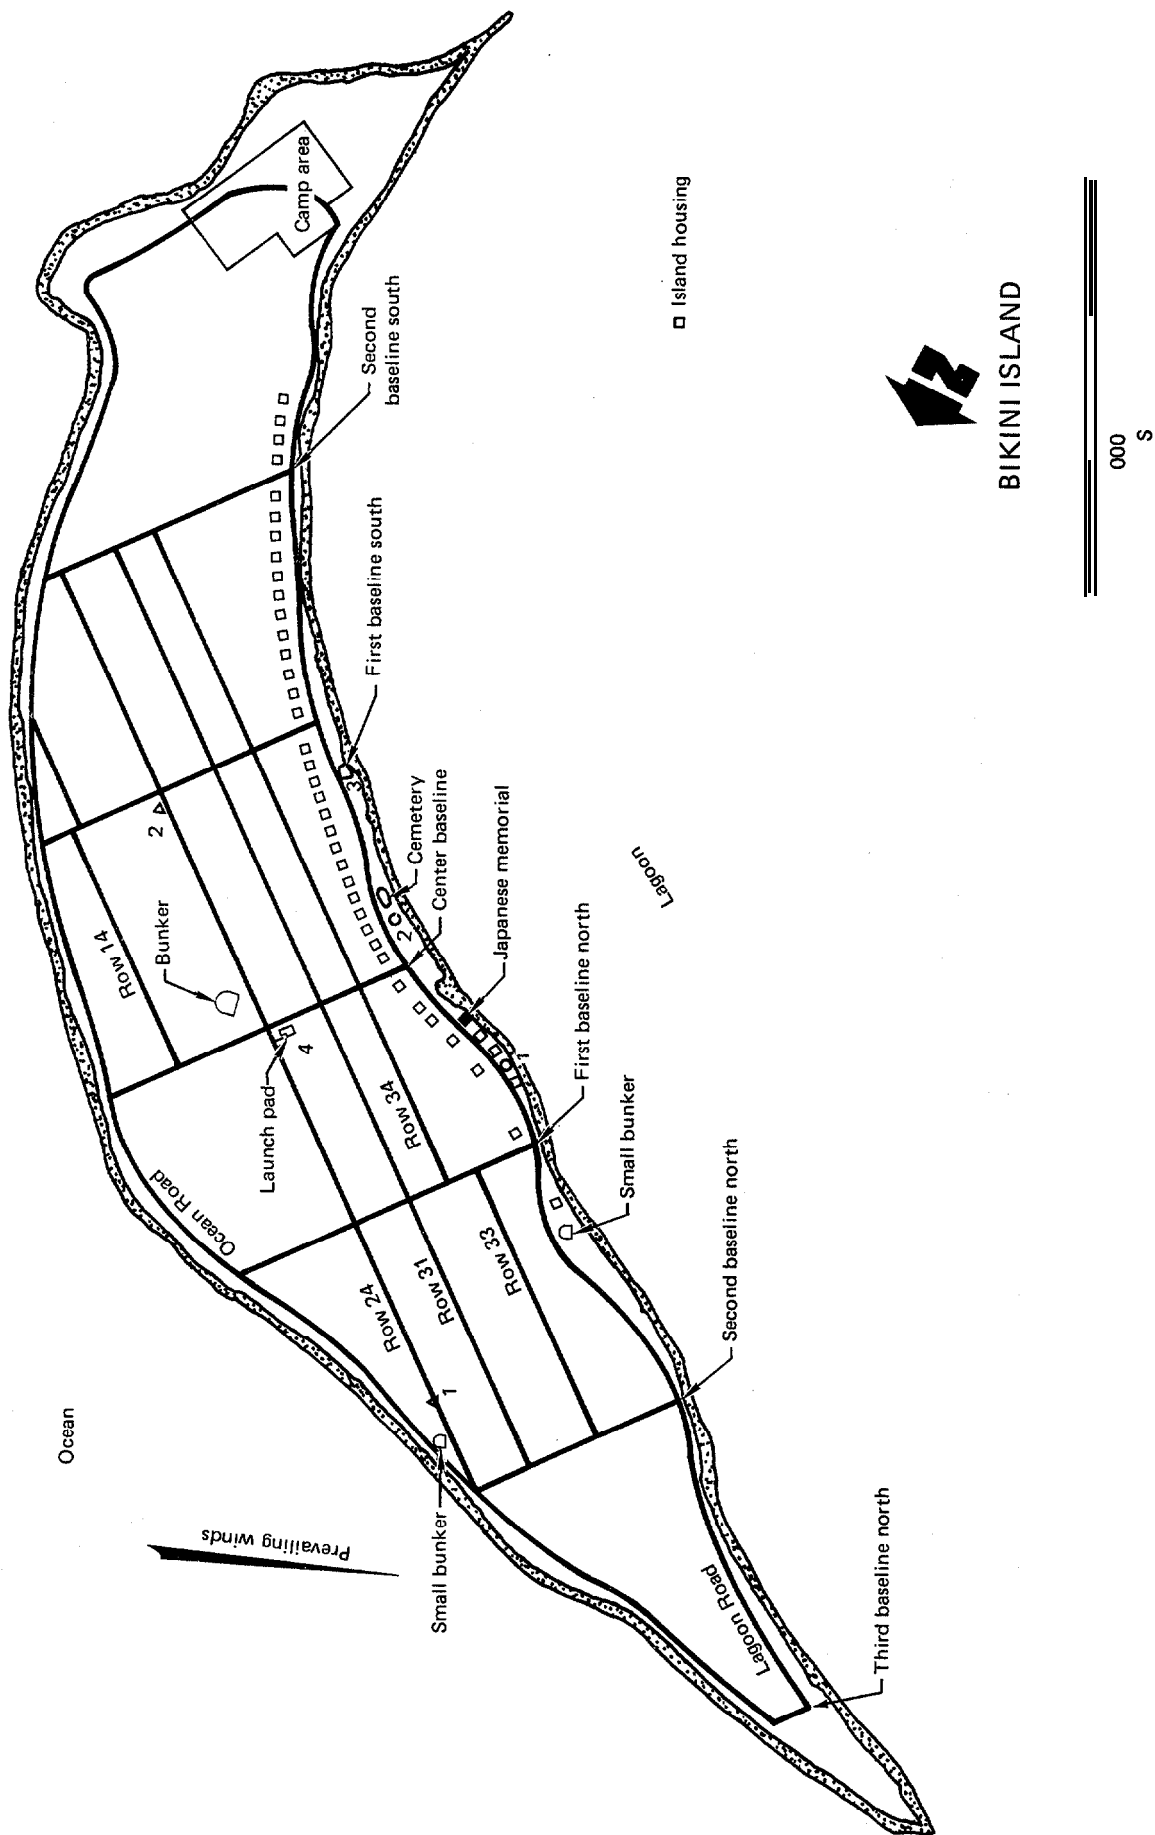 Ocean
Prevailing winds
Small bunker
1
Ocean Road
Row 24
Row 31
Row 33
Row 34
Row 14
Launch pad
4
Bunker
2
Camp area
Second
baseline south
First baseline south
3
Cemetery
2
Center baseline
Japanese memorial
1
First baseline north
Small bunker
Second baseline north
Lagoon Road
Third baseline north
Lagoon
Island housing
N
BIKINI ISLAND
000
S